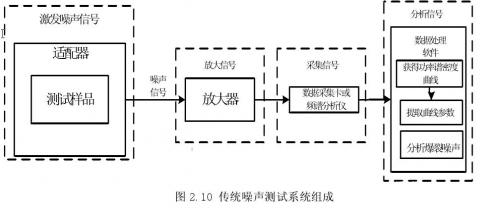 激发噪声信号
适配器
测试样品
噪声
信号
放大信号
放大器
采集信号
数据采集卡或
频谱分析仪
分析信号
数据处理
软件
获得功率谱密度
曲线
提取曲线参数
分析爆裂噪声
图 2.10 传统噪声测试系统组成